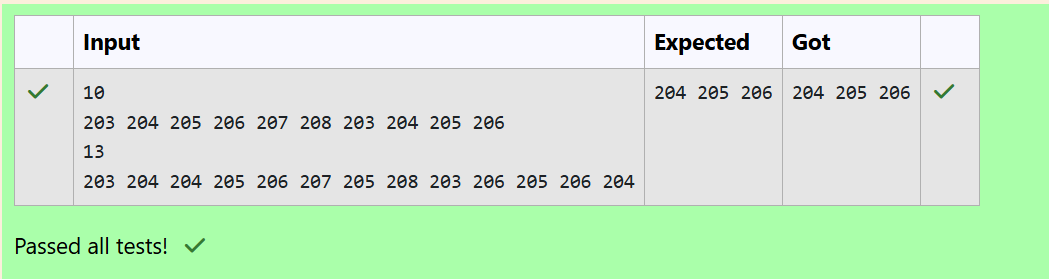 Input Expected Got
10 204 205 206 204 205 206
203 204 205 206 207 208 203 204 205 206
13
203 204 204 205 206 207 205 208 203 206 205 206 204
Passed all tests!